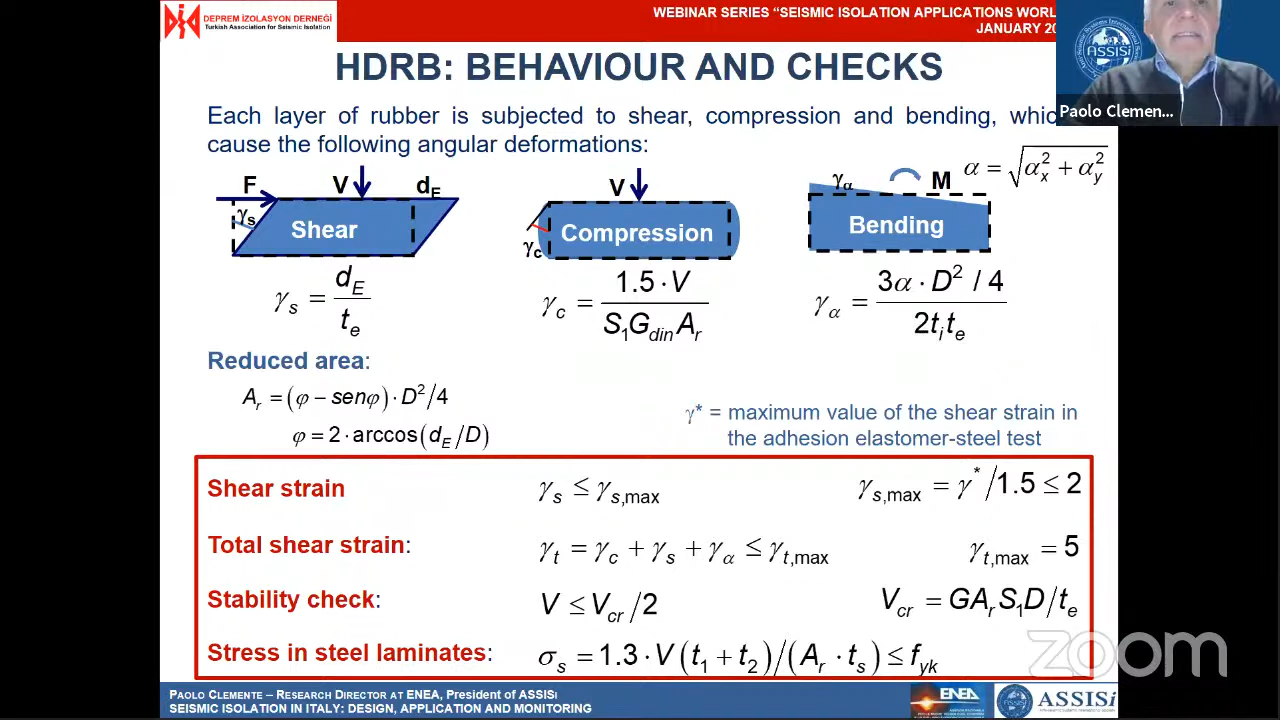 DEPREM İZOLASYON DERNEĞİ
Turkish Association for Seismic Isolation
WEBINAR SERIES “SEISMIC ISOLATION APPLICATIONS WORL
JANUARY 20
ASSISi
Paolo Clemen…
HDRB: BEHAVIOUR AND CHECKS
Each layer of rubber is subjected to shear, compression and bending, whic
cause the following angular deformations:
F V d_E
γ_s
Shear
V
γ_c
Compression
γ_α M
Bending
α = √(α_x^2 + α_y^2)
γ_s = d_E / t_e
γ_c = 1.5 · V / S_1 G_din A_r
γ_α = 3α · D^2 / 4 / 2t_i t_e
Reduced area:
A_r = (φ − senφ) · D^2/4
φ = 2 · arccos(d_E/D)
γ* = maximum value of the shear strain in
the adhesion elastomer-steel test
Shear strain γ_s ≤ γ_s,max γ_s,max = γ*/1.5 ≤ 2
Total shear strain: γ_t = γ_c + γ_s + γ_α ≤ γ_t,max γ_t,max = 5
Stability check: V ≤ V_cr/2 V_cr = GA_r S_1 D/t_e
Stress in steel laminates: σ_s = 1.3 · V (t_1 + t_2)/(A_r · t_s) ≤ f_yk
zoom
PAOLO CLEMENTE – RESEARCH DIRECTOR AT ENEA, President of ASSISi
SEISMIC ISOLATION IN ITALY: DESIGN, APPLICATION AND MONITORING
ENEA
ASSISi